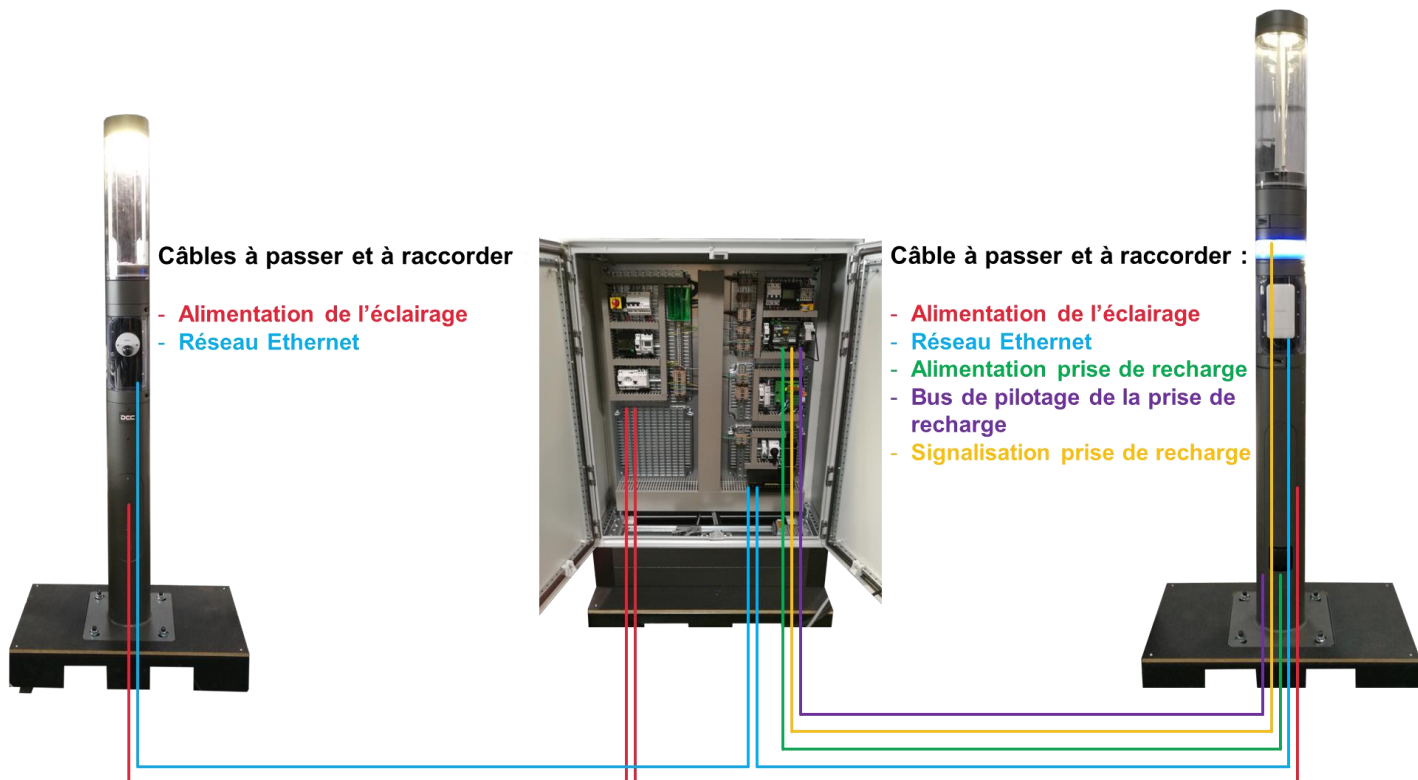 Câbles à passer et à raccorder
- Alimentation de l'éclairage
- Réseau Ethernet
DCC
Câble à passer et à raccorder :
- Alimentation de l'éclairage
- Réseau Ethernet
- Alimentation prise de recharge
- Bus de pilotage de la prise de
recharge
- Signalisation prise de recharge